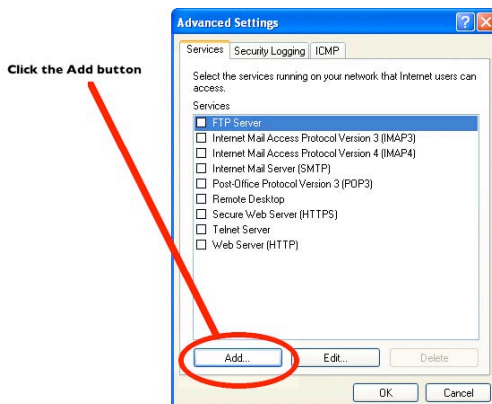 Advanced Settings
Services Security Logging ICMP
Click the Add button
Select the services running on your network that Internet users can
access.
Services
FTP Server
Internet Mail Access Protocol Version 3 (IMAP3)
Internet Mail Access Protocol Version 4 (IMAP4)
Internet Mail Server (SMTP)
Post-Office Protocol Version 3 (POP3)
Remote Desktop
Secure Web Server (HTTPS)
Telnet Server
Web Server (HTTP)
Add... Edit... Delete
OK Cancel